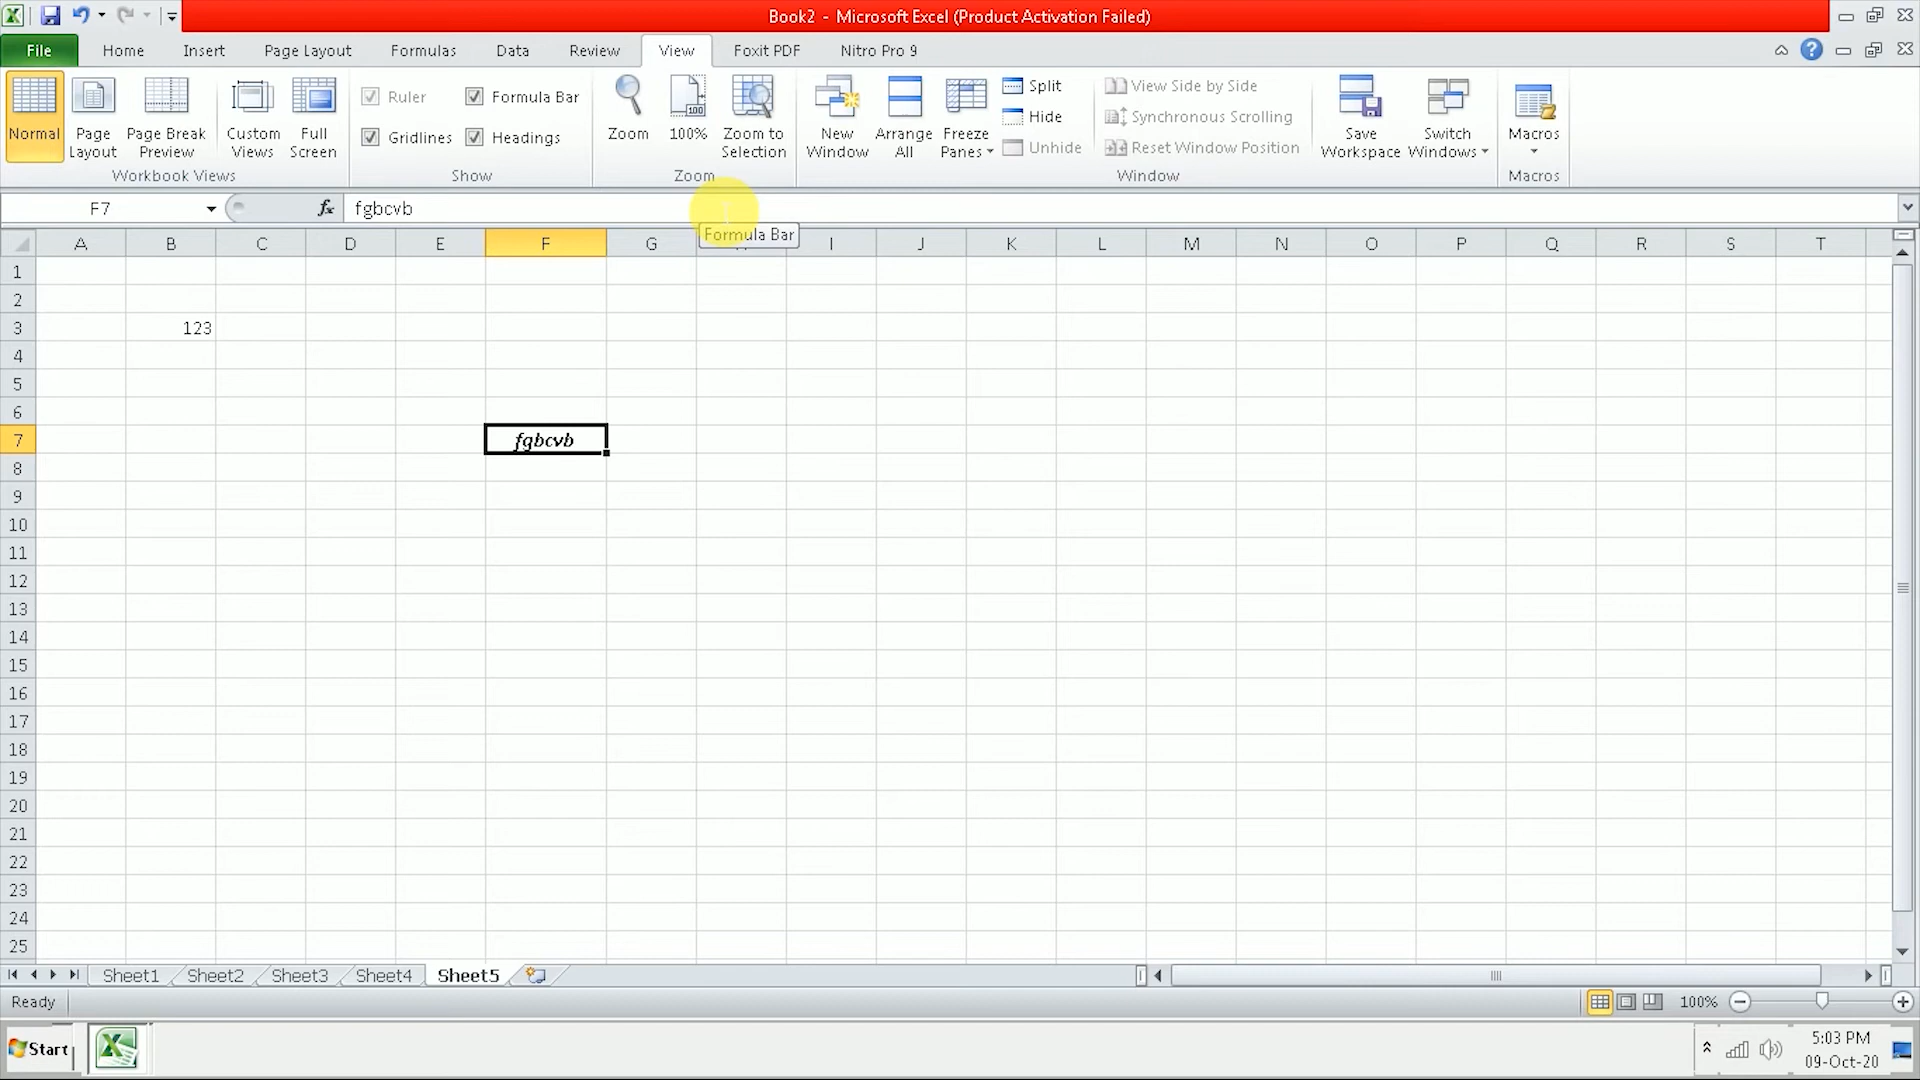 Book2 - Microsoft Excel (Product Activation Failed)
File Home Insert Page Layout Formulas Data Review View Foxit PDF Nitro Pro 9
Normal Page Layout Page Break Preview Custom Views Full Screen
Workbook Views
Ruler Formula Bar
Gridlines Headings
Show
Zoom 100% Zoom to Selection
Zoom
New Window Arrange All Freeze Panes
Split
Hide
Unhide
View Side by Side
Synchronous Scrolling
Reset Window Position
Save Workspace Switch Windows
Window
Macros
Macros
F7 fx fgbcvb
Formula Bar
A B C D E F G I J K L M N O P Q R S T
1
2
3 123
4
5
6
7 fgbcvb
8
9
10
11
12
13
14
15
16
17
18
19
20
21
22
23
24
25
Sheet1 Sheet2 Sheet3 Sheet4 Sheet5
Ready 100%
Start
5:03 PM
09-Oct-20